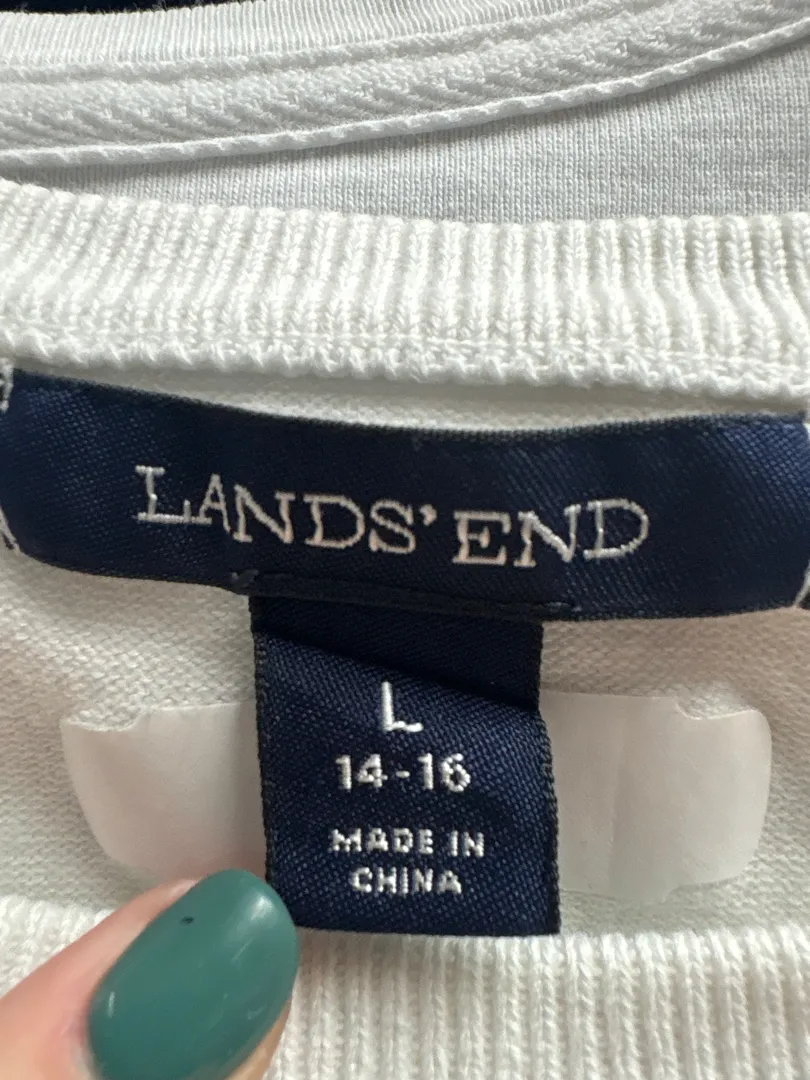 LANDS' END
L
14-16
MADE IN
CHINA